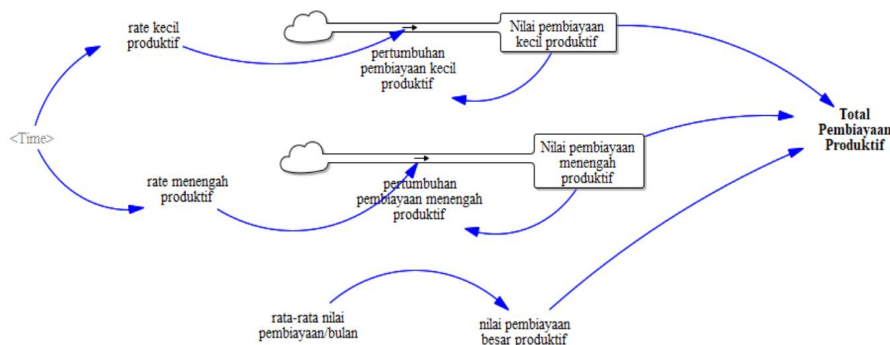 rate kecil
produktif
pertumbuhan
pembiayaan kecil
produktif
Nilai pembiayaan
kecil produktif
<Time>
Total
Pembiayaan
Produktif
rate menengah
produktif
pertumbuhan
pembiayaan menengah
produktif
Nilai pembiayaan
menengah
produktif
rata-rata nilai
pembiayaan/bulan
nilai pembiayaan
besar produktif